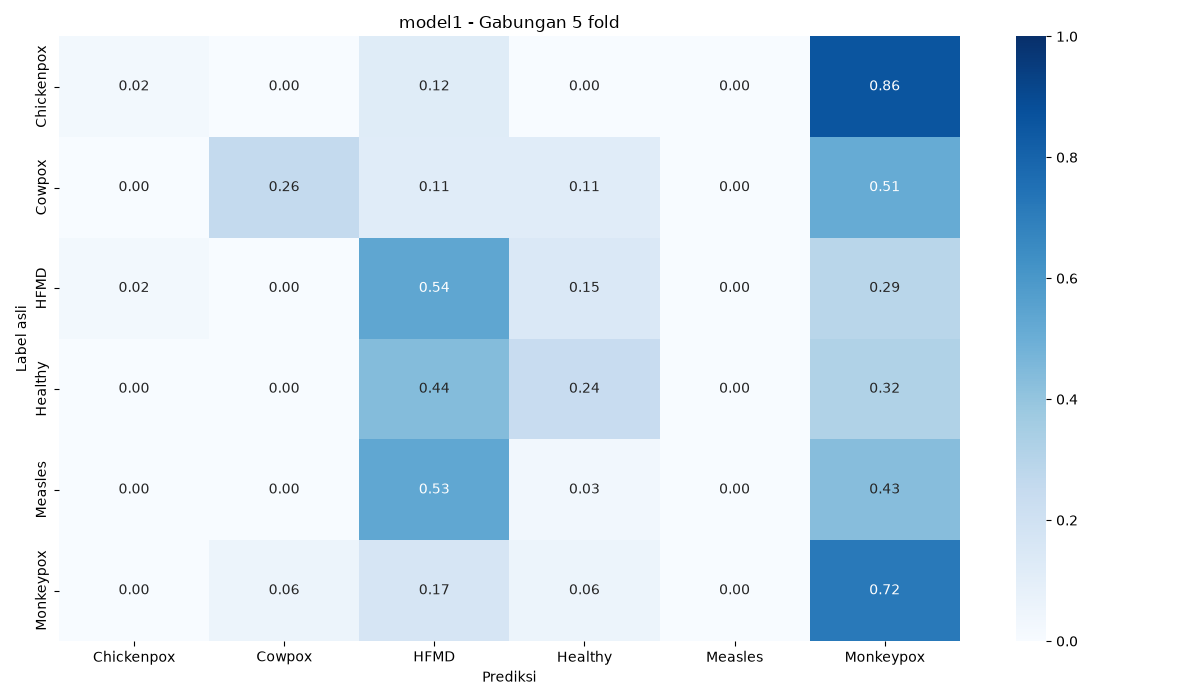 model1 - Gabungan 5 fold
Label asli
Chickenpox 0.02 0.00 0.12 0.00 0.00 0.86
Cowpox 0.00 0.26 0.11 0.11 0.00 0.51
HFMD 0.02 0.00 0.54 0.15 0.00 0.29
Healthy 0.00 0.00 0.44 0.24 0.00 0.32
Measles 0.00 0.00 0.53 0.03 0.00 0.43
Monkeypox 0.00 0.06 0.17 0.06 0.00 0.72
Chickenpox Cowpox HFMD Healthy Measles Monkeypox
Prediksi
1.0
0.8
0.6
0.4
0.2
0.0